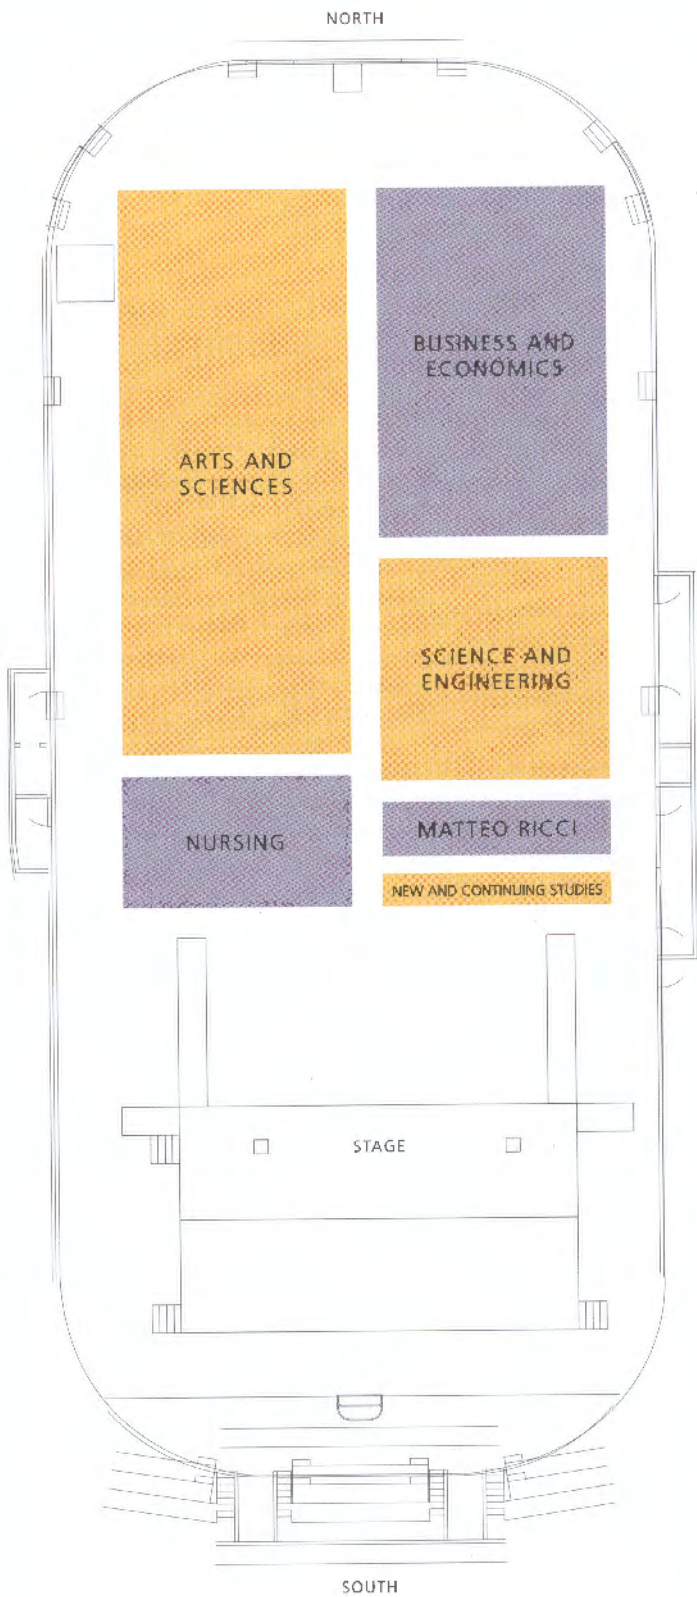 NORTH
BUSINESS AND
ECONOMICS
ARTS AND
SCIENCES
SCIENCE AND
ENGINEERING
NURSING
MATTEO RICCI
NEW AND CONTINUING STUDIES
STAGE
SOUTH